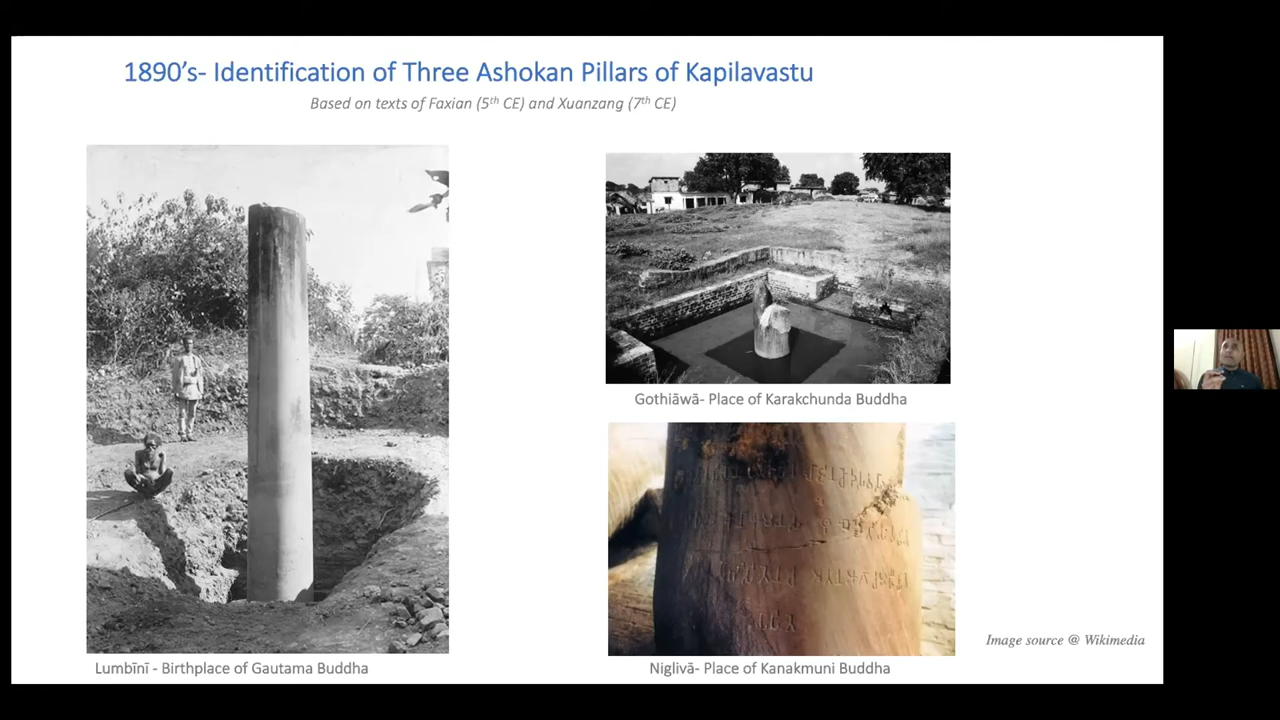 1890's- Identification of Three Ashokan Pillars of Kapilavastu
Based on texts of Faxian (5th CE) and Xuanzang (7th CE)
Gothiāwā- Place of Karakchunda Buddha
Image source @ Wikimedia
Lumbīnī - Birthplace of Gautama Buddha
Niglivā- Place of Kanakmuni Buddha